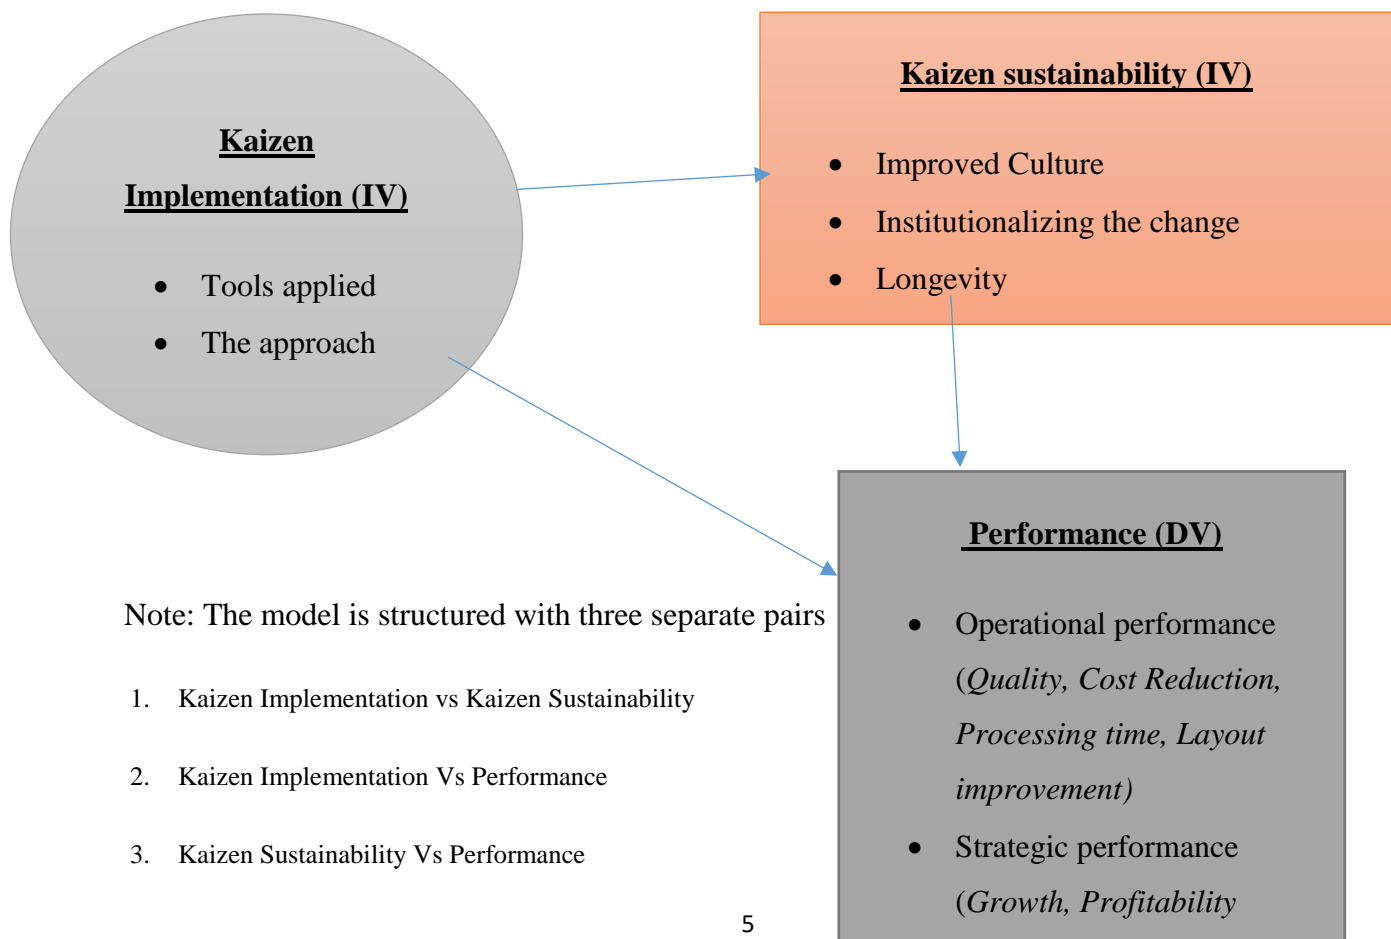 Kaizen
Implementation (IV)
• Tools applied
• The approach
Kaizen sustainability (IV)
• Improved Culture
• Institutionalizing the change
• Longevity
Performance (DV)
• Operational performance
(Quality, Cost Reduction,
Processing time, Layout
improvement)
• Strategic performance
(Growth, Profitability
Note: The model is structured with three separate pairs
1. Kaizen Implementation vs Kaizen Sustainability
2. Kaizen Implementation Vs Performance
3. Kaizen Sustainability Vs Performance
5